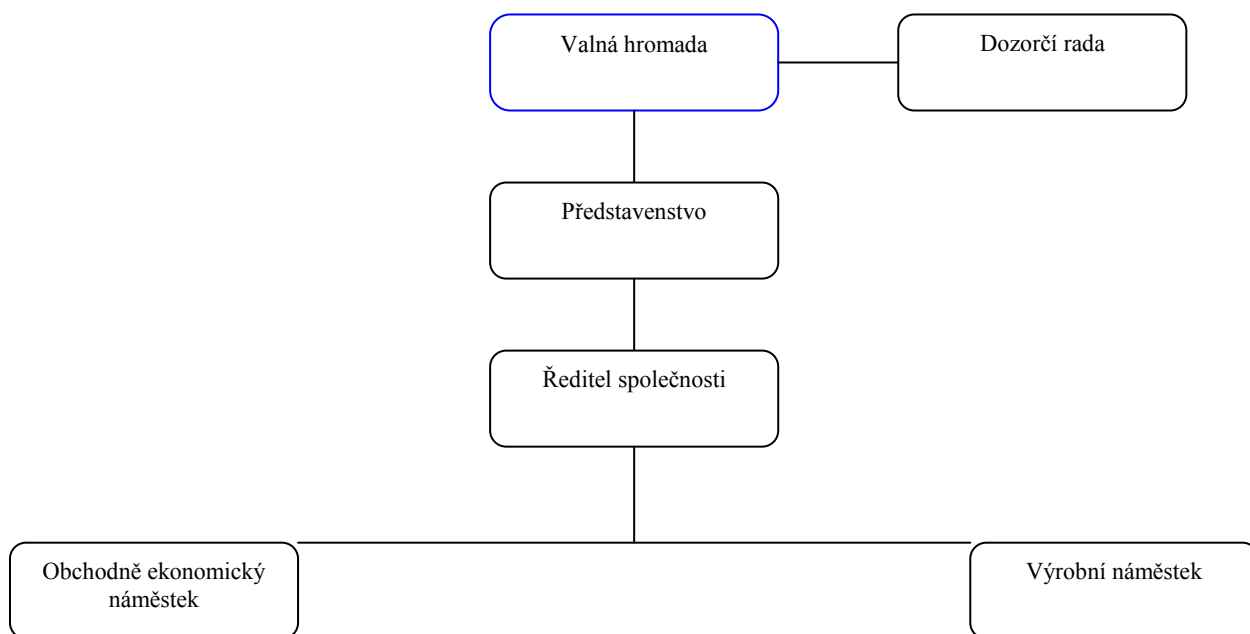 Valná hromada
Dozorčí rada
Představenstvo
Ředitel společnosti
Obchodně ekonomický
náměstek
Výrobní náměstek